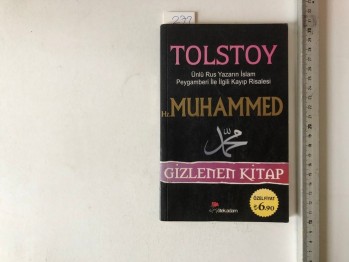 TOLSTOY
Ünlü Rus Yazarın İslam
Peygamberi İle İlgili Kayıp Risalesi
Hz. MUHAMMED
محمد
GİZLENEN KİTAP
ÖZEL FİYAT
₺6.90